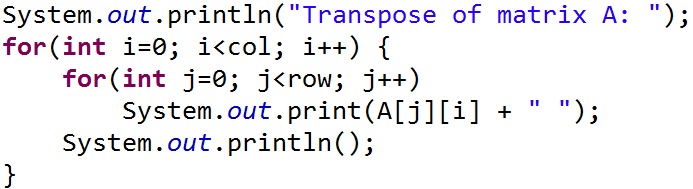 System.out.println("Transpose of matrix A: ");
for(int i=0; i<col; i++) {
    for(int j=0; j<row; j++)
        System.out.print(A[j][i] + " ");
    System.out.println();
}